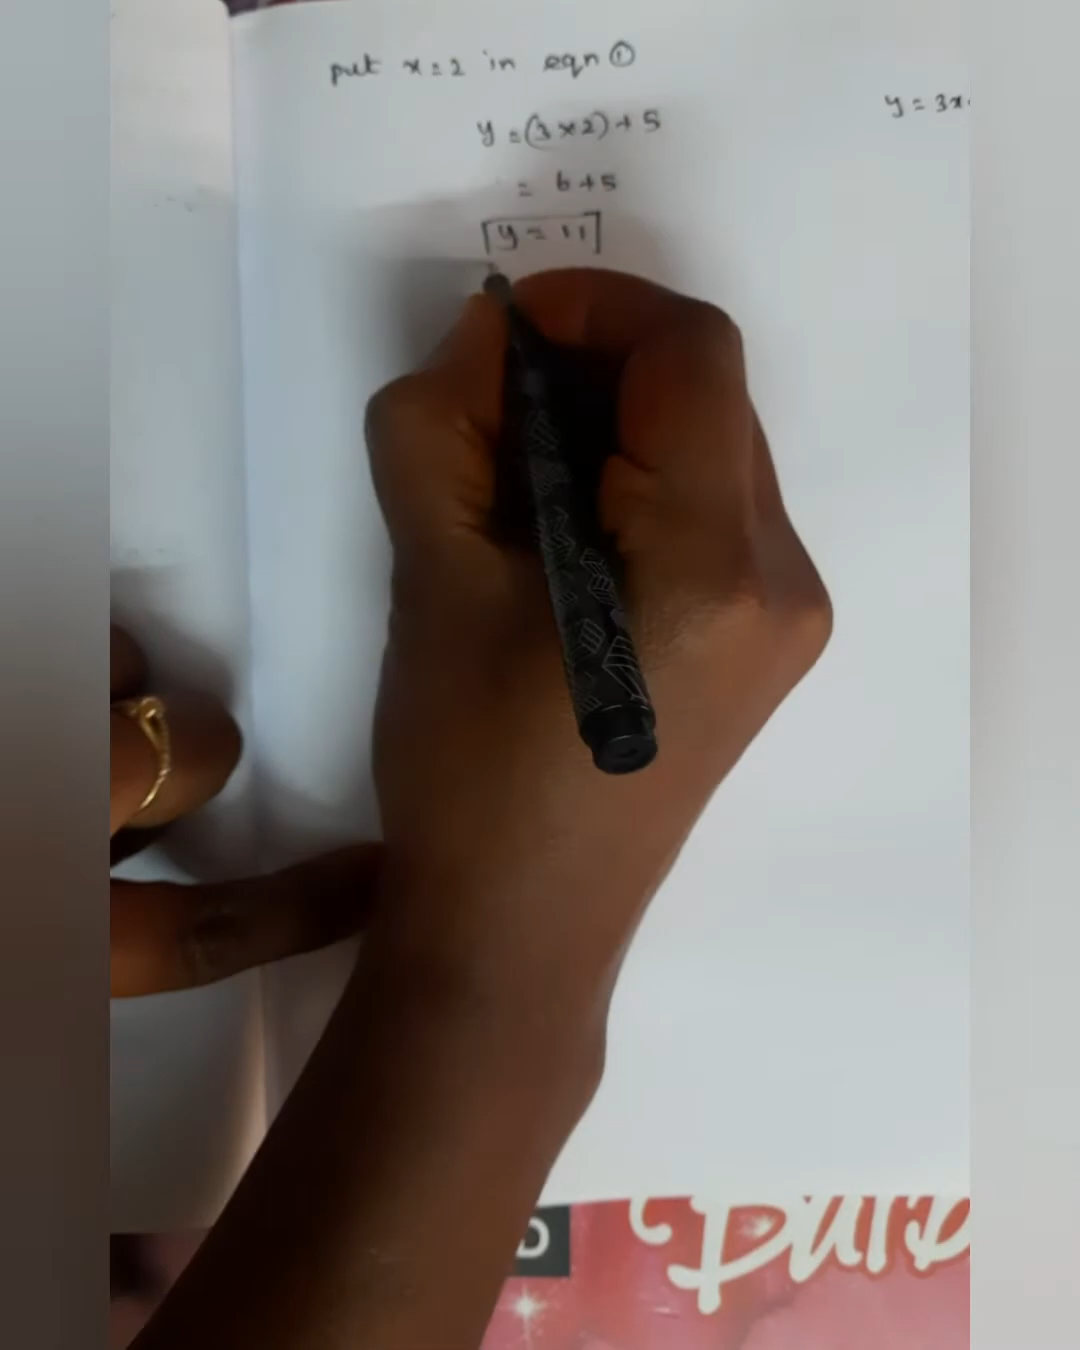 put x=2 in eqn ①
y = 3x
y = (3×2)+5
= 6+5
y = 11
D